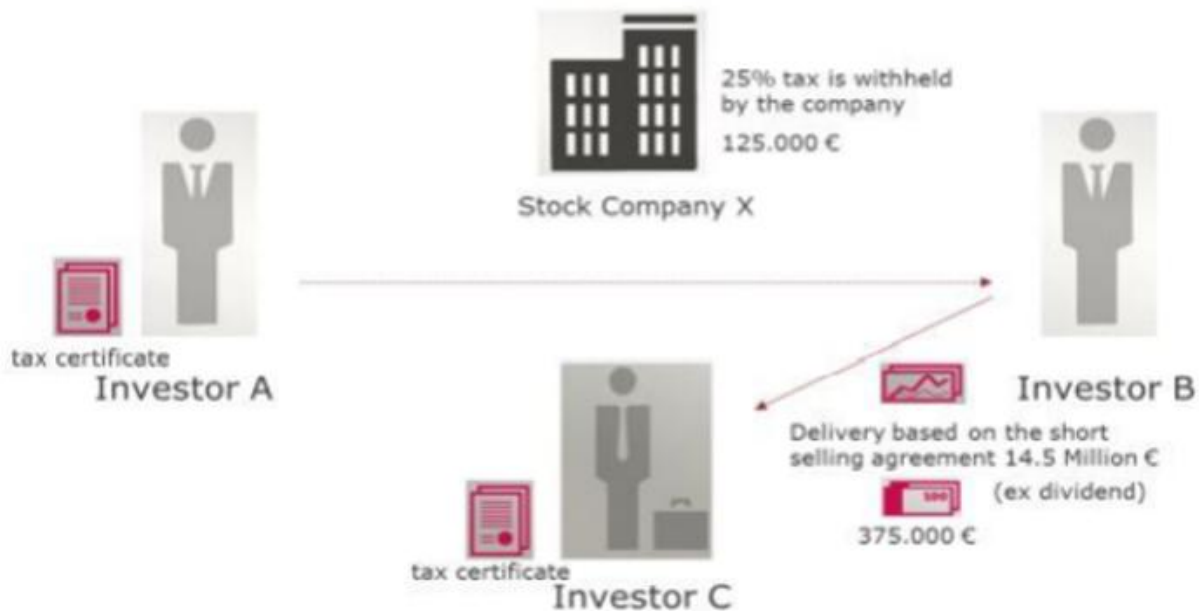 25% tax is withheld
by the company
125.000 €
Stock Company X
tax certificate
Investor A
Investor B
Delivery based on the short
selling agreement 14.5 Million €
(ex dividend)
100
375.000 €
tax certificate
Investor C